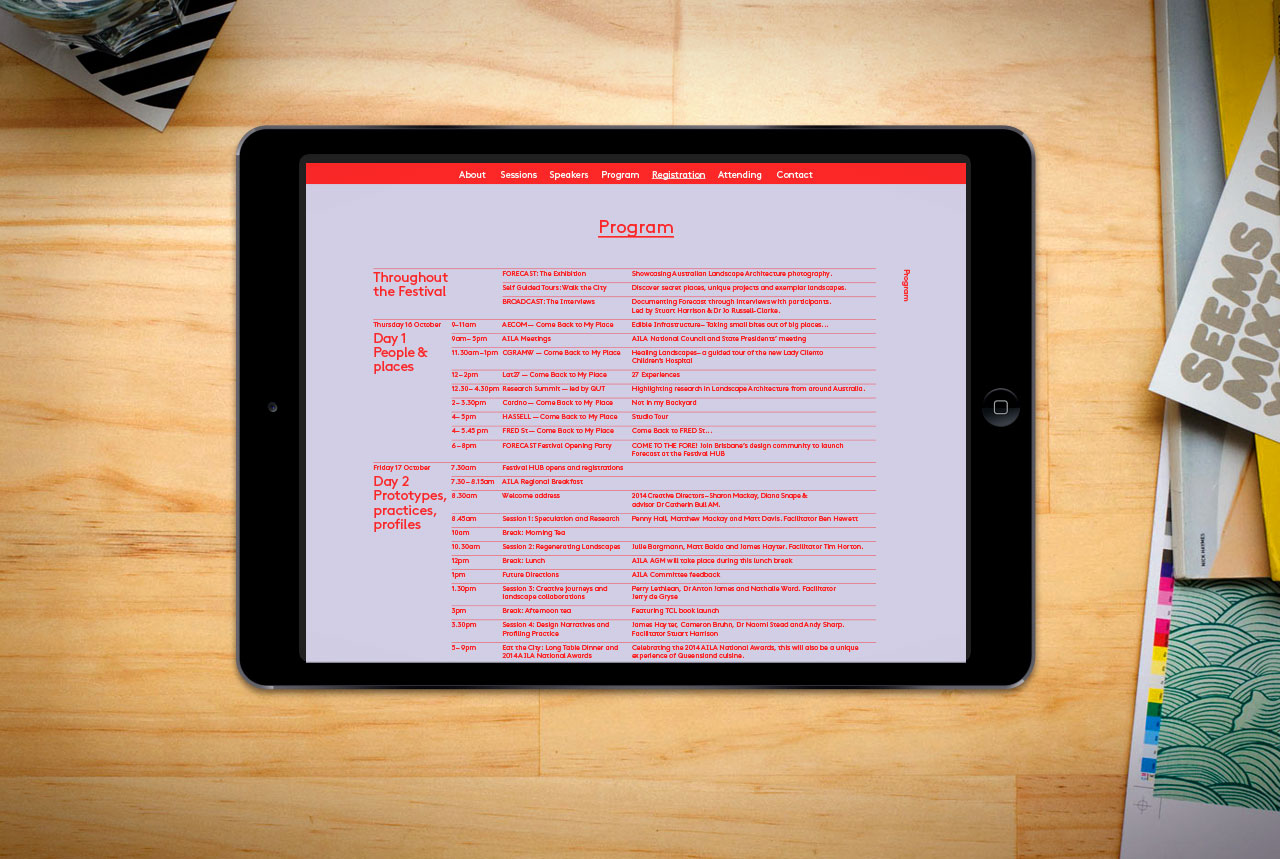 About Sessions Speakers Program Registration Attending Contact
Program
Program
Throughout
the Festival
FORECAST: The Exhibition Showcasing Australian Landscape Architecture photography.
Self Guided Tours: Walk the City Discover secret places, unique projects and exemplar landscapes.
BROADCAST: The Interviews Documenting Forecast through interviews with participants.
Led by Stuart Harrison & Dr Jo Russell-Clarke.
Thursday 16 October 9–11am AECOM — Come Back to My Place Edible Infrastructure– Taking small bites out of big places...
Day 1
People &
places
9am– 5pm AILA Meetings AILA National Council and State Presidents' meeting
11.30am–1pm CGRAMW — Come Back to My Place Healing Landscapes– a guided tour of the new Lady Cilento
Children's Hospital
12–2pm Lat27 — Come Back to My Place 27 Experiences
12.30– 4.30pm Research Summit — led by QUT Highlighting research in Landscape Architecture from around Australia.
2– 3.30pm Cardno — Come Back to My Place Not in my Backyard
4– 5pm HASSELL — Come Back to My Place Studio Tour
4– 5.45 pm FRED St — Come Back to My Place Come Back to FRED St...
6–8pm FORECAST Festival Opening Party COME TO THE FORE! Join Brisbane's design community to launch
Forecast at the Festival HUB
Friday 17 October 7.30am Festival HUB opens and registrations
Day 2
Prototypes,
practices,
profiles
7.30– 8.15am AILA Regional Breakfast
8.30am Welcome address 2014 Creative Directors–Sharon Mackay, Diana Snape &
advisor Dr Catherin Bull AM.
8.45am Session 1: Speculation and Research Penny Hall, Matthew Mackay and Matt Davis. Facilitator Ben Hewett
10am Break: Morning Tea
10.30am Session 2: Regenerating Landscapes Julie Bargmann, Marti Baida and James Hayter. Facilitator Tim Horton.
12pm Break: Lunch AILA AGM will take place during this lunch break
1pm Future Directions AILA Committee feedback
1.30pm Session 3: Creative journeys and
landscape collaborations Perry Lethlean, Dr Anton James and Nathalie Ward. Facilitator
Jerry de Gryse
3pm Break: Afternoon tea Featuring TCL book launch
3.30pm Session 4: Design Narratives and
Profiling Practice James Hayter, Cameron Bruhn, Dr Naomi Stead and Andy Sharp.
Facilitator Stuart Harrison
5–9pm Eat the City: Long Table Dinner and
2014 AILA National Awards Celebrating the 2014 AILA National Awards, this will also be a unique
experience of Queensland cuisine.
SEEMS
MIX
NICK HAYMES